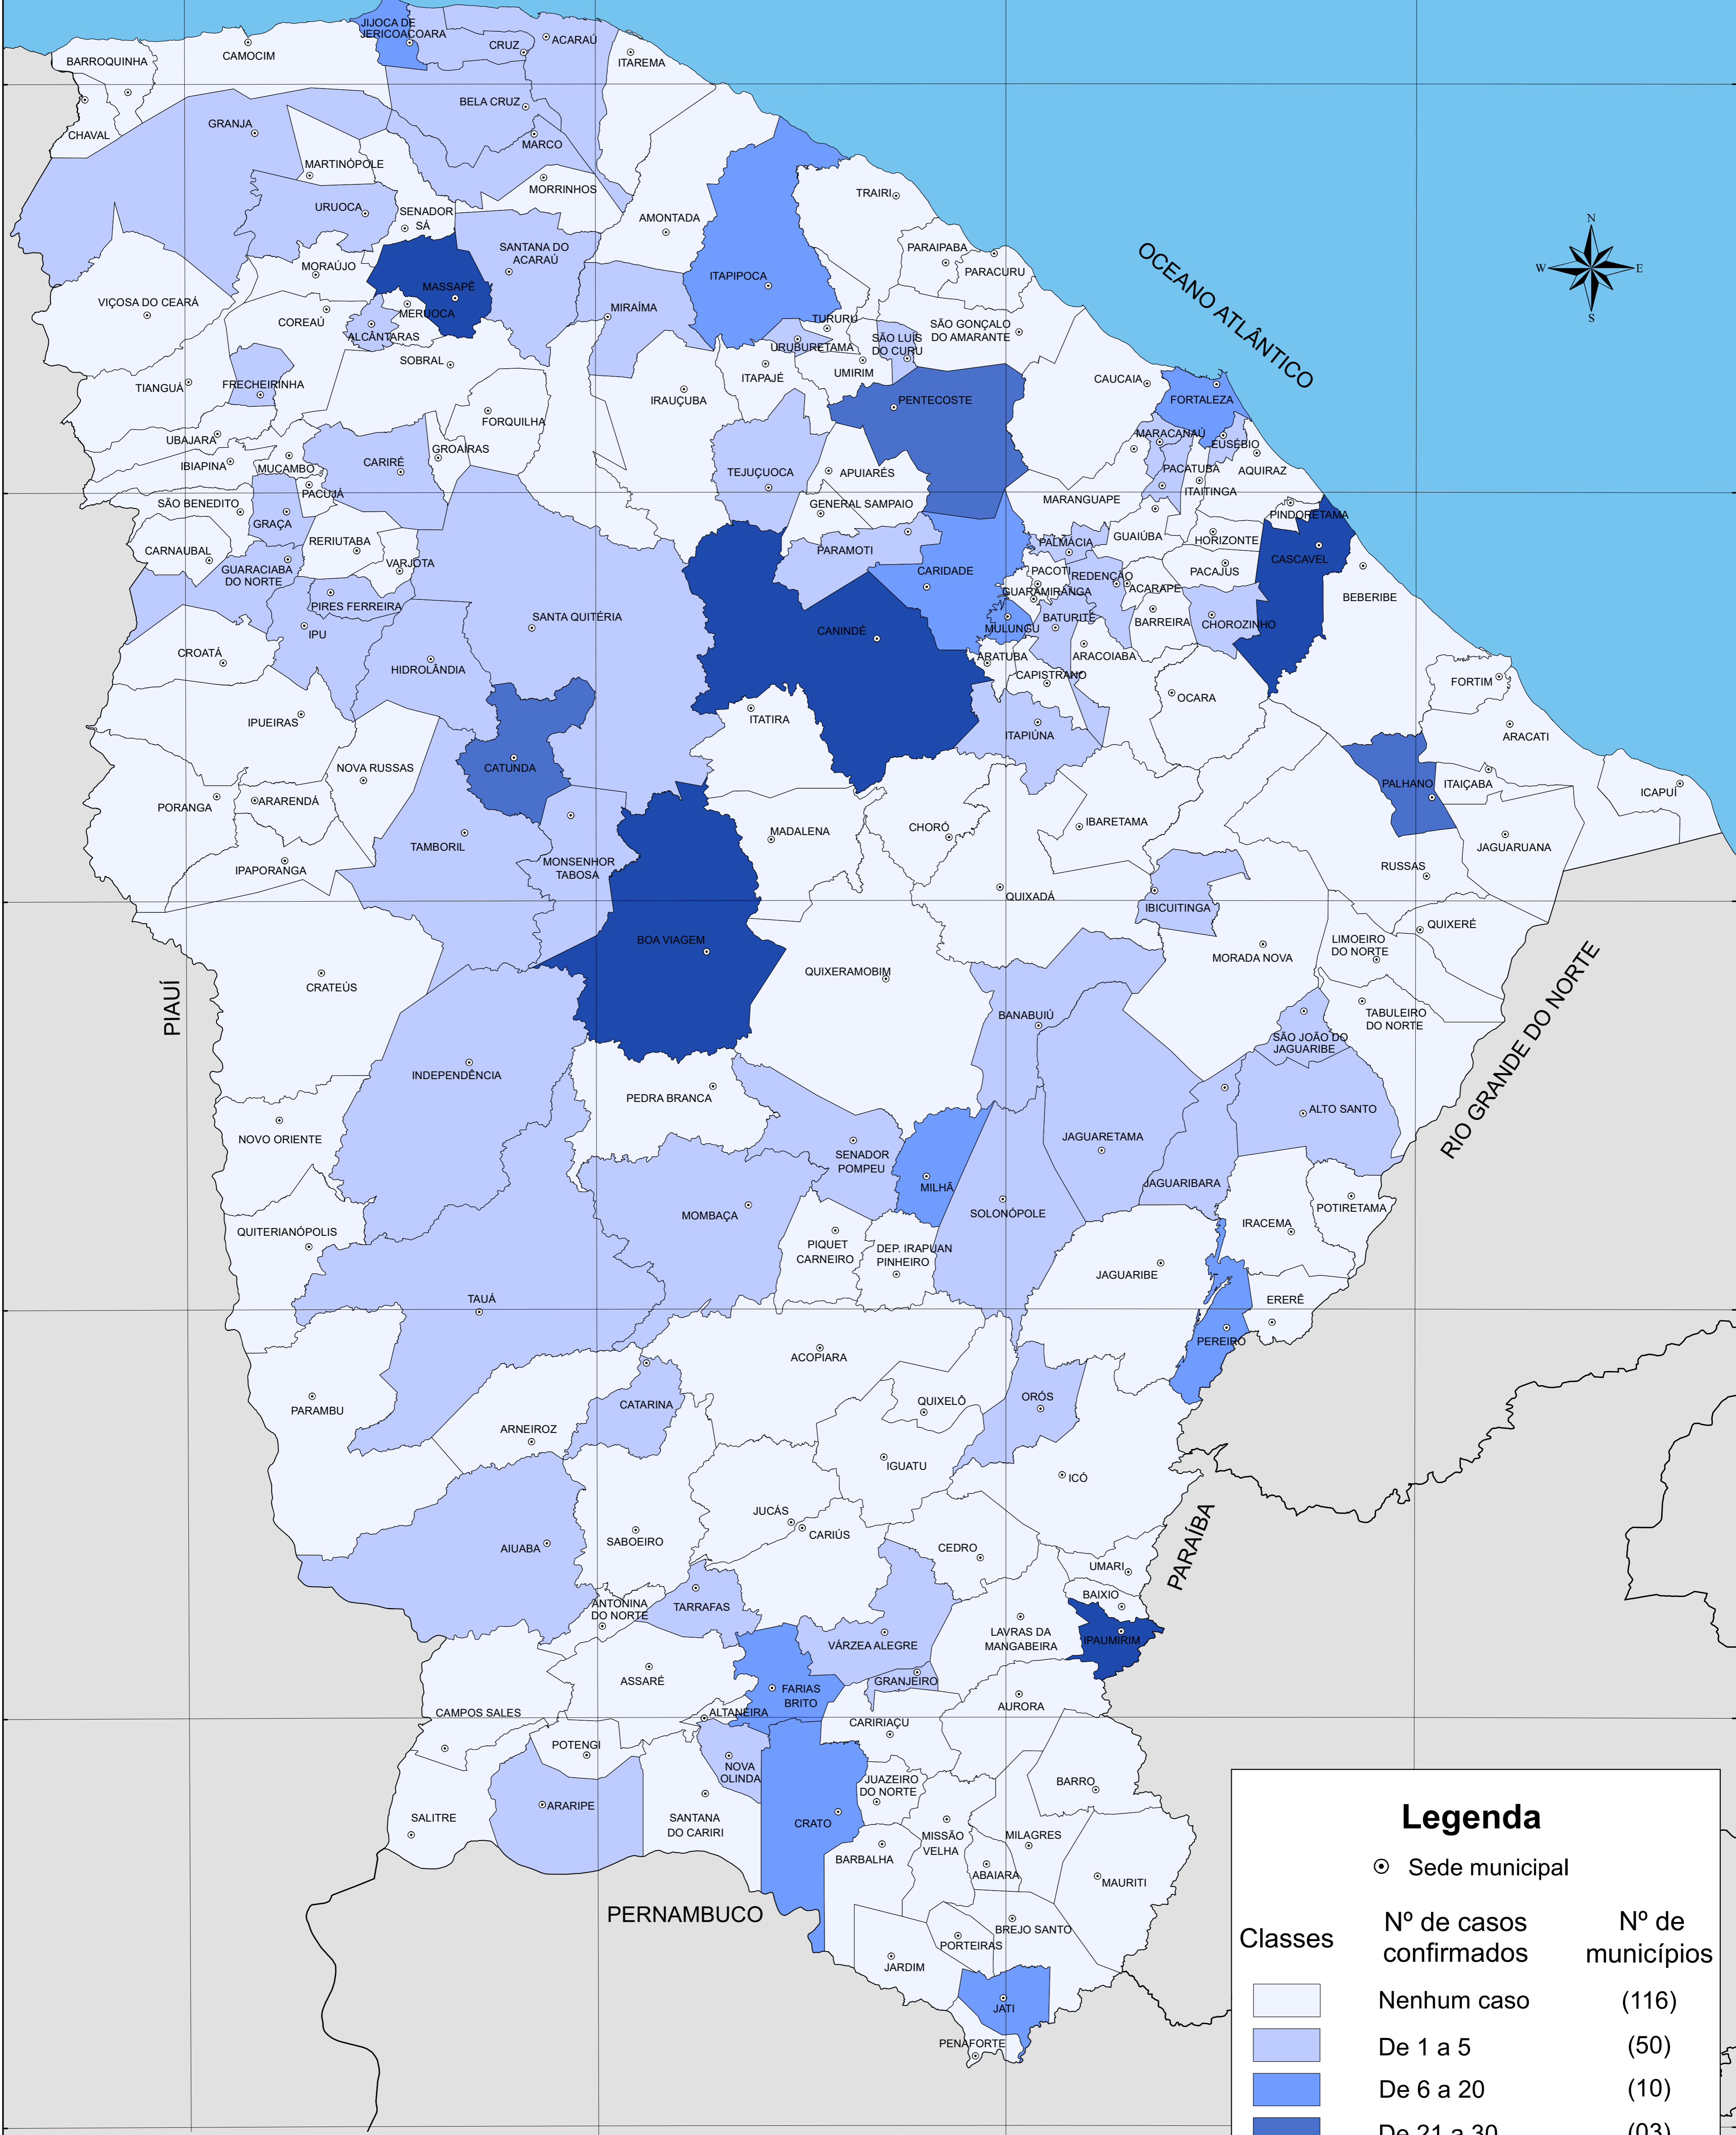 JIJOCA DE
JERICOACOARA
CRUZ
ACARAÚ
BARROQUINHA
CAMOCIM
ITAREMA
BELA CRUZ
CHAVAL
GRANJA
MARCO
MARTINÓPOLE
MORRINHOS
TRAIRI
URUOCA
SENADOR
SÁ
AMONTADA
N
W
E
S
SANTANA DO
ACARAÚ
PARAIPABA
PARACURU
OCEANO ATLÂNTICO
MORAÚJO
ITAPIPOCA
VIÇOSA DO CEARÁ
MASSAPÊ
MERUOCA
MIRAÍMA
COREAÚ
ALCÂNTARAS
TURURU
URUBURETAMA
SÃO LUÍS
DO CURU
SÃO GONÇALO
DO AMARANTE
SOBRAL
TIANGUÁ
FRECHEIRINHA
ITAPAJÉ
UMIRIM
CAUCAIA
IRAUÇUBA
PENTECOSTE
FORTALEZA
FORQUILHA
UBAJARA
MARACANAÚ
EUSÉBIO
IBIAPINA
MUCAMBO
CARIRÉ
GROAÍRAS
TEJUÇUOCA
APUIARÉS
PACATUBA
AQUIRAZ
PACUJÁ
ITAITINGA
SÃO BENEDITO
GENERAL SAMPAIO
MARANGUAPE
GRAÇA
PINDORETAMA
RERIUTABA
CARNAUBAL
PARAMOTI
PALMÁCIA
GUAIÚBA
HORIZONTE
VARJOTA
GUARACIABA
DO NORTE
CARIDADE
PACOTI
REDENÇÃO
PACAJUS
CASCAVEL
GUARAMIRANGA
ACARAPE
BEBERIBE
PIRES FERREIRA
SANTA QUITÉRIA
MULUNGU
BATURITÉ
BARREIRA
CHOROZINHO
IPU
CANINDÉ
CROATÁ
HIDROLÂNDIA
ARATUBA
ARACOIABA
CAPISTRANO
FORTIM
OCARA
IPUEIRAS
ITATIRA
ITAPIÚNA
ARACATI
NOVA RUSSAS
CATUNDA
PALHANO
ITAIÇABA
ICAPUÍ
PORANGA
ARARENDÁ
IBARETAMA
MADALENA
CHORÓ
TAMBORIL
JAGUARUANA
MONSENHOR
TABOSA
IPAPORANGA
RUSSAS
QUIXADÁ
IBICUITINGA
QUIXERÉ
BOA VIAGEM
LIMOEIRO
DO NORTE
MORADA NOVA
QUIXERAMOBIM
CRATEÚS
PIAUÍ
BANABUIÚ
TABULEIRO
DO NORTE
SÃO JOÃO DO
JAGUARIBE
RIO GRANDE DO NORTE
INDEPENDÊNCIA
PEDRA BRANCA
ALTO SANTO
NOVO ORIENTE
JAGUARETAMA
SENADOR
POMPEU
MILHÃ
JAGUARIBARA
POTIRETAMA
MOMBAÇA
SOLONÓPOLE
IRACEMA
QUITERIANÓPOLIS
PIQUET
CARNEIRO
DEP. IRAPUAN
PINHEIRO
JAGUARIBE
TAUÁ
ERERÊ
PEREIRO
ACOPIARA
CATARINA
QUIXELÔ
ORÓS
PARAMBU
ARNEIROZ
IGUATU
ICÓ
JUCÁS
CARIÚS
SABOEIRO
AIUABA
CEDRO
PARAÍBA
UMARI
BAIXIO
ANTONINA
DO NORTE
TARRAFAS
LAVRAS DA
MANGABEIRA
IPAUMIRIM
VÁRZEA ALEGRE
ASSARÉ
GRANJEIRO
FARIAS
BRITO
AURORA
CAMPOS SALES
ALTANEIRA
CARIRIAÇU
POTENGI
NOVA
OLINDA
JUAZEIRO
DO NORTE
BARRO
ARARIPE
SALITRE
SANTANA
DO CARIRI
CRATO
MISSÃO
VELHA
MILAGRES
BARBALHA
ABAIARA
MAURITI
PERNAMBUCO
BREJO SANTO
PORTEIRAS
JARDIM
JATI
PENAFORTE
Legenda
Sede municipal
Classes
Nº de casos
confirmados
Nº de
municípios
Nenhum caso (116)
De 1 a 5 (50)
De 6 a 20 (10)
De 21 a 30 (03)